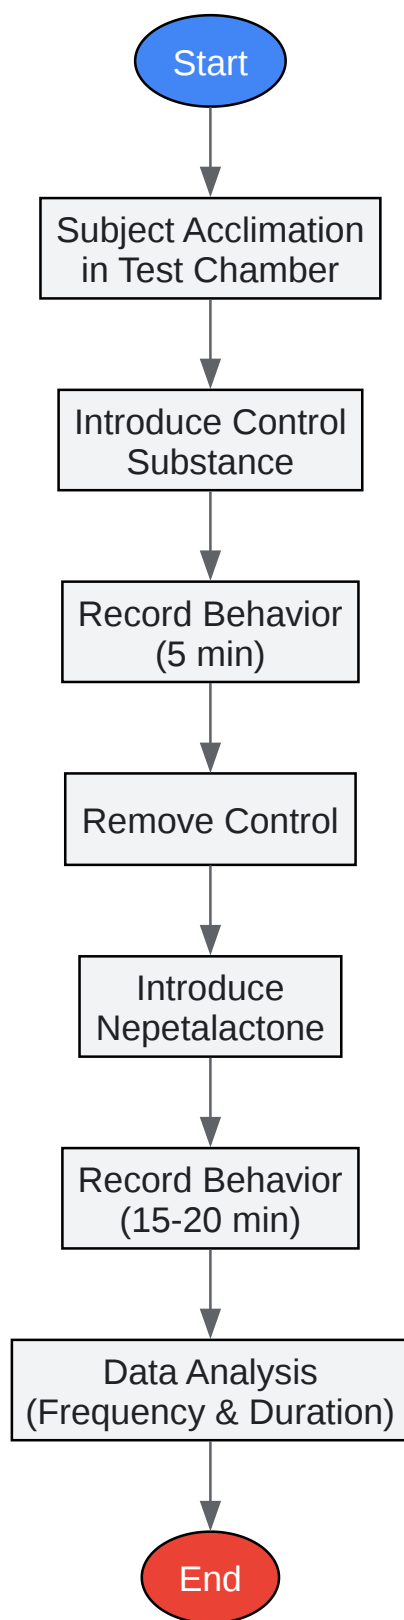 Start
Subject Acclimation
in Test Chamber
Introduce Control
Substance
Record Behavior
(5 min)
Remove Control
Introduce
Nepetalactone
Record Behavior
(15-20 min)
Data Analysis
(Frequency & Duration)
End